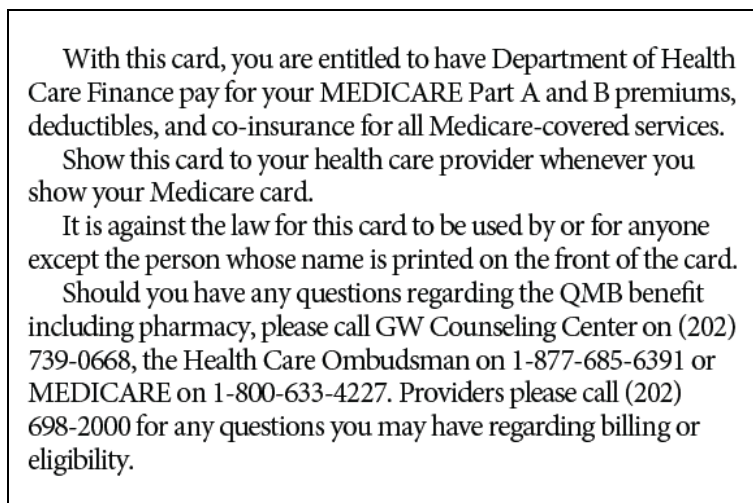 With this card, you are entitled to have Department of Health
Care Finance pay for your MEDICARE Part A and B premiums,
deductibles, and co-insurance for all Medicare-covered services.
Show this card to your health care provider whenever you
show your Medicare card.
It is against the law for this card to be used by or for anyone
except the person whose name is printed on the front of the card.
Should you have any questions regarding the QMB benefit
including pharmacy, please call GW Counseling Center on (202)
739-0668, the Health Care Ombudsman on 1-877-685-6391 or
MEDICARE on 1-800-633-4227. Providers please call (202)
698-2000 for any questions you may have regarding billing or
eligibility.